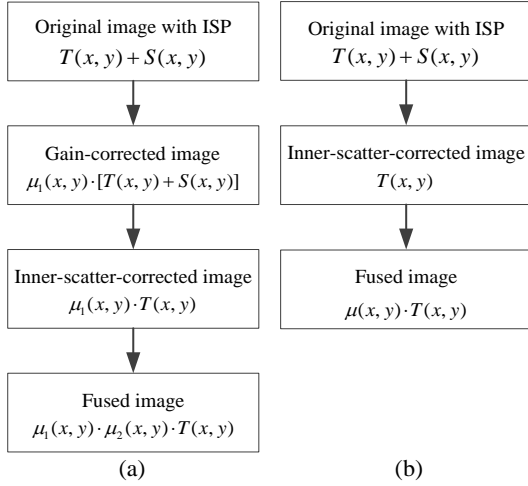 Original image with ISP
T(x, y) + S(x, y)
Gain-corrected image
μ₁(x, y)·[T(x, y) + S(x, y)]
Inner-scatter-corrected image
μ₁(x, y)·T(x, y)
Fused image
μ₁(x, y)·μ₂(x, y)·T(x, y)
(a)
Original image with ISP
T(x, y) + S(x, y)
Inner-scatter-corrected image
T(x, y)
Fused image
μ(x, y)·T(x, y)
(b)